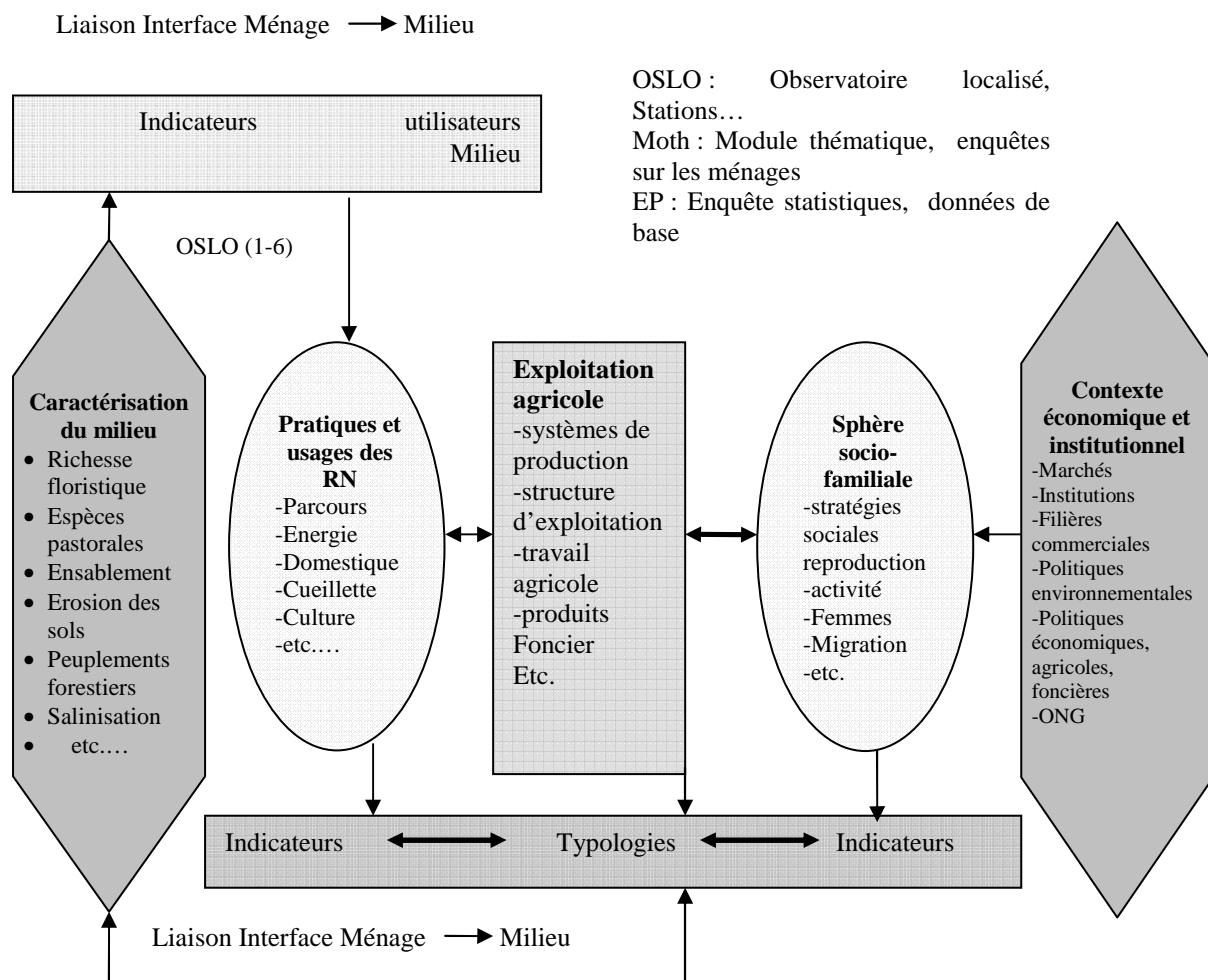 Liaison Interface Ménage → Milieu
OSLO : Observatoire localisé,
Stations…
Moth : Module thématique, enquêtes
sur les ménages
EP : Enquête statistiques, données de
base
Indicateurs utilisateurs
Milieu
OSLO (1-6)
Caractérisation
du milieu
• Richesse
floristique
• Espèces
pastorales
• Ensablement
• Erosion des
sols
• Peuplements
forestiers
• Salinisation
• etc.…
Pratiques et
usages des
RN
-Parcours
-Energie
-Domestique
-Cueillette
-Culture
-etc.…
Exploitation
agricole
-systèmes de
production
-structure
d’exploitation
-travail
agricole
-produits
Foncier
Etc.
Sphère
socio-
familiale
-stratégies
sociales
reproduction
-activité
-Femmes
-Migration
-etc.
Contexte
économique et
institutionnel
-Marchés
-Institutions
-Filières
commerciales
-Politiques
environnementales
-Politiques
économiques,
agricoles,
foncières
-ONG
Indicateurs Typologies Indicateurs
Liaison Interface Ménage → Milieu